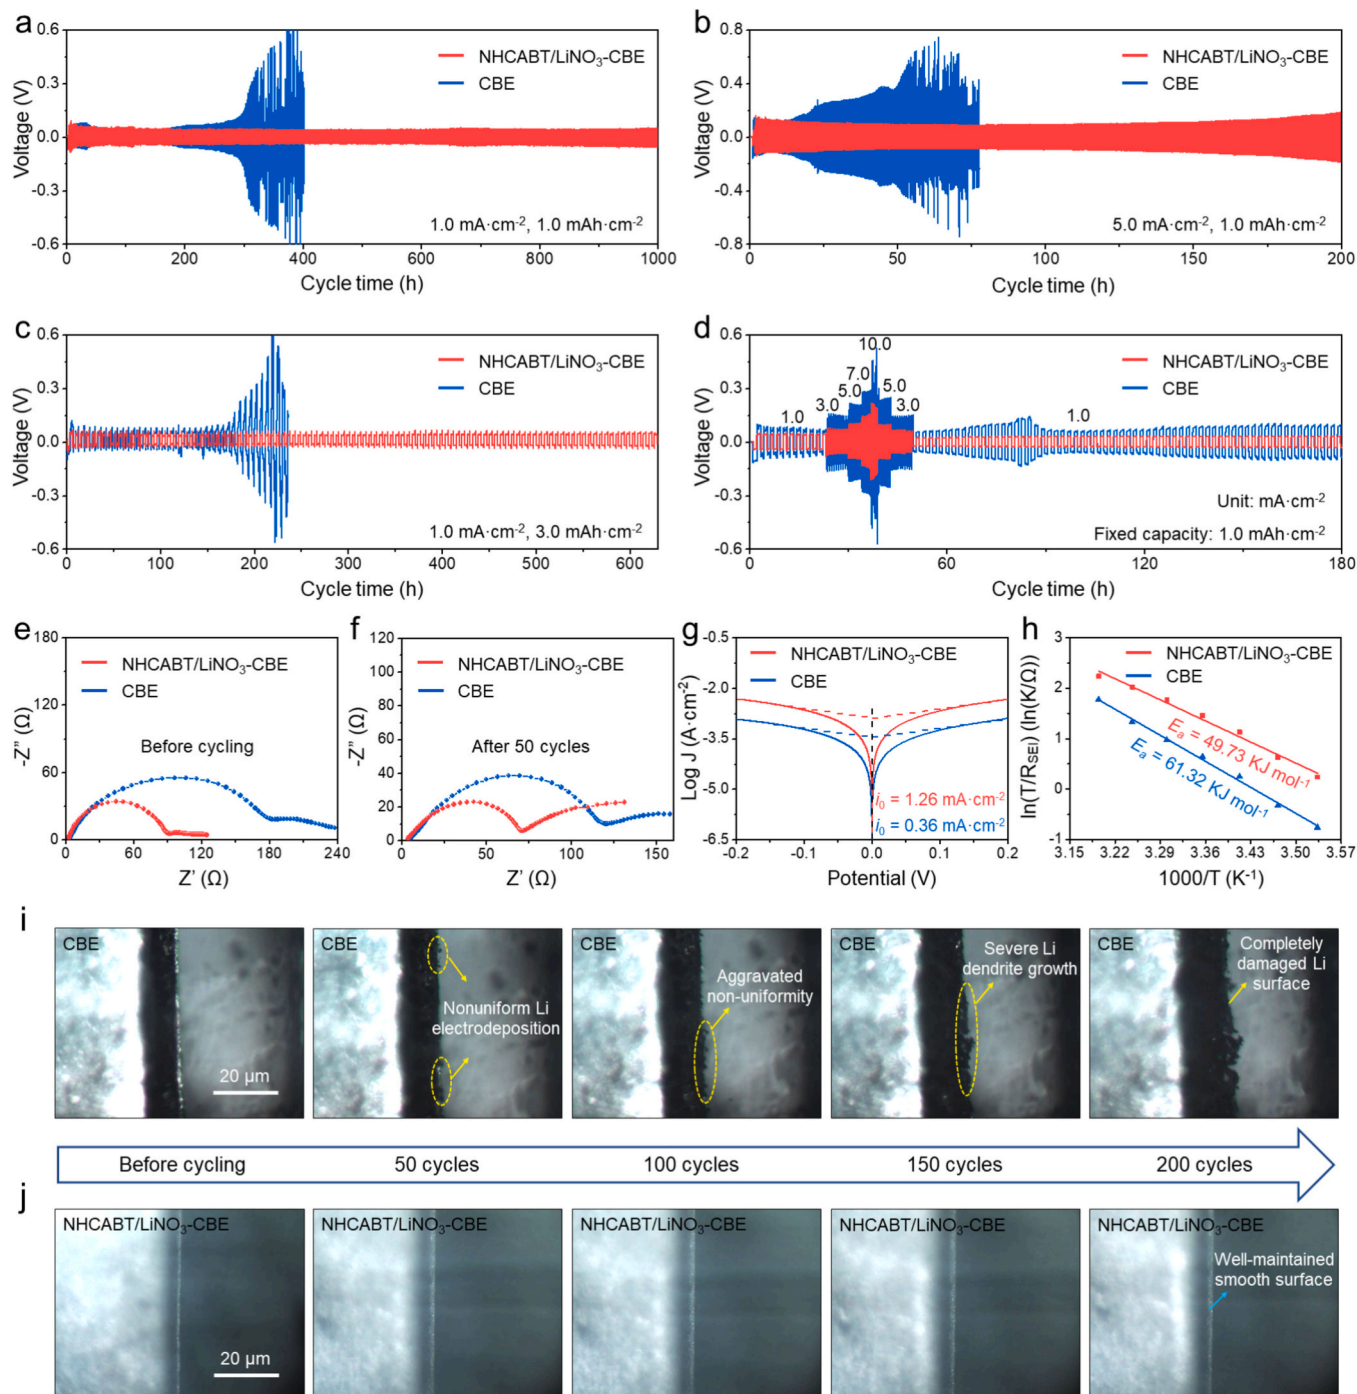 a
0.6
0.3
0.0
-0.3
-0.6
Voltage (V)
NHCABT/LiNO₃-CBE
CBE
1.0 mA·cm⁻², 1.0 mAh·cm⁻²
0 200 400 600 800 1000
Cycle time (h)
b
0.8
0.4
0.0
-0.4
-0.8
Voltage (V)
NHCABT/LiNO₃-CBE
CBE
5.0 mA·cm⁻², 1.0 mAh·cm⁻²
0 50 100 150 200
Cycle time (h)
c
0.6
0.3
0.0
-0.3
-0.6
Voltage (V)
NHCABT/LiNO₃-CBE
CBE
1.0 mA·cm⁻², 3.0 mAh·cm⁻²
0 100 200 300 400 500 600
Cycle time (h)
d
0.6
0.3
0.0
-0.3
-0.6
Voltage (V)
NHCABT/LiNO₃-CBE
CBE
10.0
7.0
5.0 5.0
1.0 3.0 3.0 1.0
Unit: mA·cm⁻²
Fixed capacity: 1.0 mAh·cm⁻²
0 60 120 180
Cycle time (h)
e
180
120
60
0
-Z" (Ω)
NHCABT/LiNO₃-CBE
CBE
Before cycling
0 60 120 180 240
Z' (Ω)
f
120
100
80
60
40
20
0
-Z" (Ω)
NHCABT/LiNO₃-CBE
CBE
After 50 cycles
0 50 100 150
Z' (Ω)
g
-0.5
-2.0
-3.5
-5.0
-6.5
Log J (A·cm⁻²)
NHCABT/LiNO₃-CBE
CBE
i₀ = 1.26 mA·cm⁻²
i₀ = 0.36 mA·cm⁻²
-0.2 -0.1 0.0 0.1 0.2
Potential (V)
h
3
2
1
0
-1
ln(T/R_SEI) (ln(K/Ω))
NHCABT/LiNO₃-CBE
CBE
Eₐ = 49.73 KJ mol⁻¹
Eₐ = 61.32 KJ mol⁻¹
3.15 3.22 3.29 3.36 3.43 3.50 3.57
1000/T (K⁻¹)
i
CBE
20 μm
CBE
Nonuniform Li
electrodeposition
CBE
Aggravated
non-uniformity
CBE
Severe Li
dendrite growth
CBE
Completely
damaged Li
surface
Before cycling 50 cycles 100 cycles 150 cycles 200 cycles
j
NHCABT/LiNO₃-CBE
20 μm
NHCABT/LiNO₃-CBE
NHCABT/LiNO₃-CBE
NHCABT/LiNO₃-CBE
NHCABT/LiNO₃-CBE
Well-maintained
smooth surface